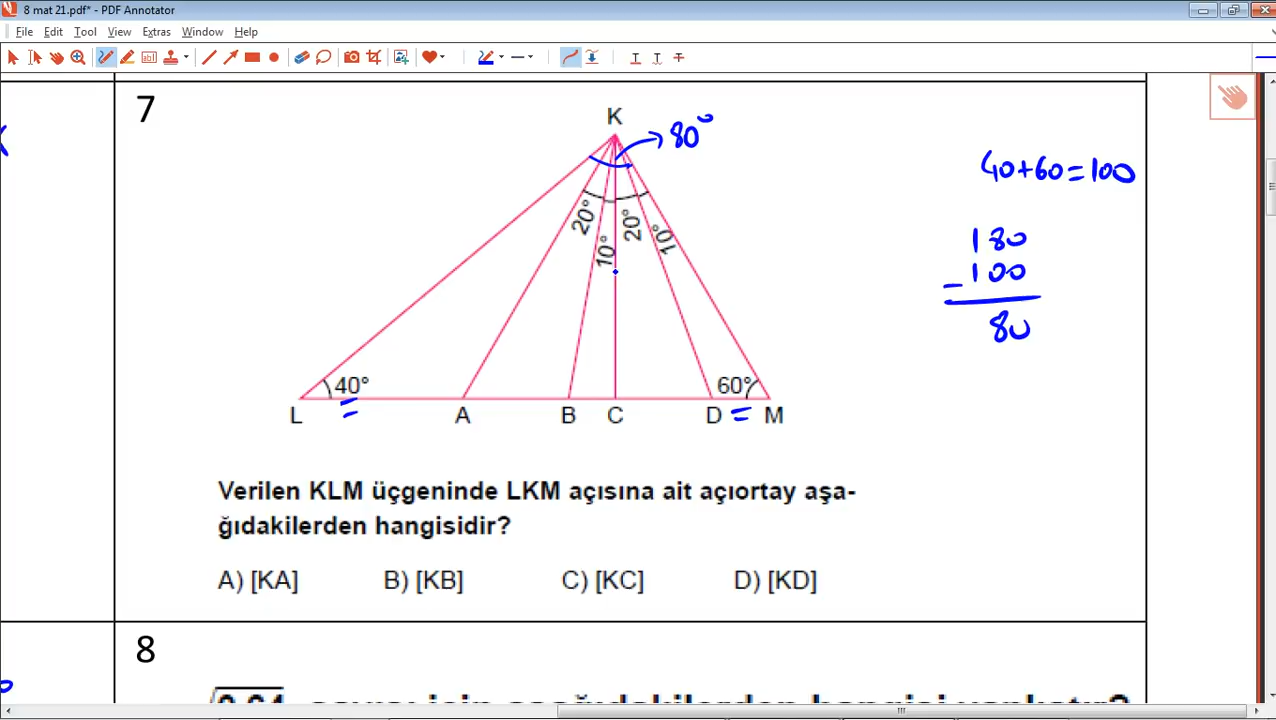 8 mat 21.pdf* - PDF Annotator
File Edit Tool View Extras Window Help
7
K
80°
40+60=100
20°
10°
20°
10°
180
-100
80
40°
60°
L A B C D M
Verilen KLM üçgeninde LKM açısına ait açıortay aşa-
ğıdakilerden hangisidir?
A) [KA] B) [KB] C) [KC] D) [KD]
8